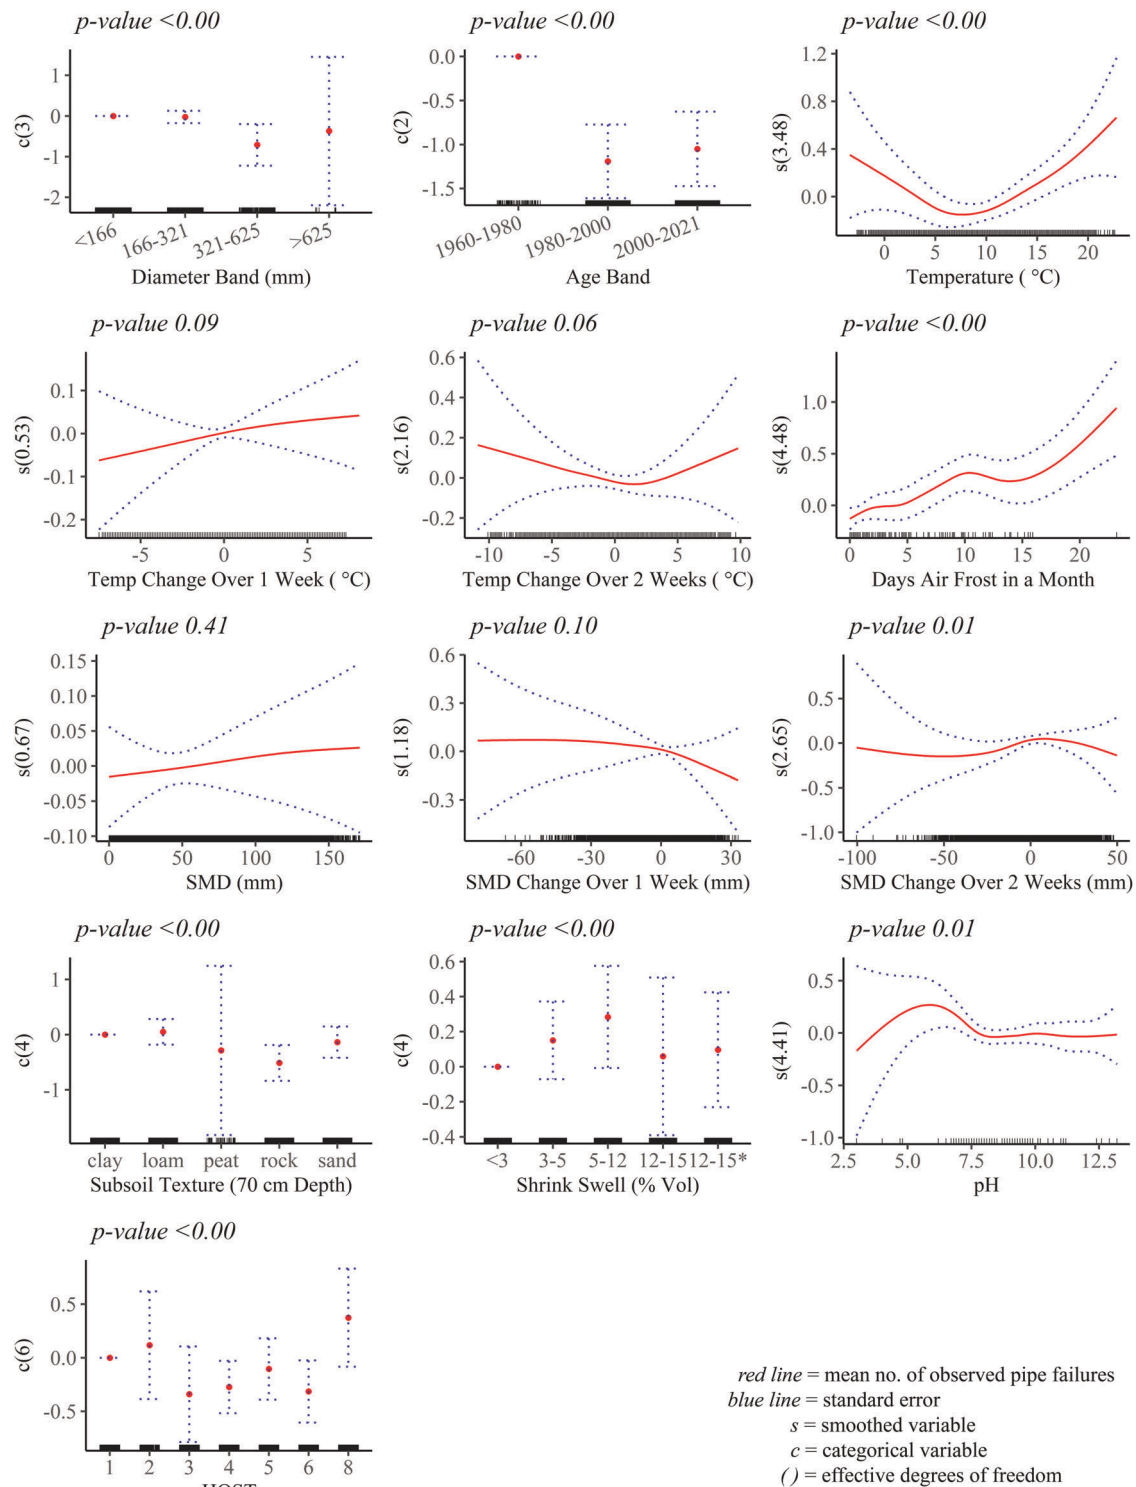 p-value <0.00
p-value <0.00
p-value <0.00
c(3)
1
0
-1
-2
<166
166-321
321-625
>625
Diameter Band (mm)
c(2)
0.0
-0.5
-1.0
-1.5
1960-1980
1980-2000
2000-2021
Age Band
s(3.48)
1.2
0.8
0.4
0.0
0 5 10 15 20
Temperature ( °C)
p-value 0.09
p-value 0.06
p-value <0.00
s(0.53)
0.1
0.0
-0.1
-0.2
-5 0 5
Temp Change Over 1 Week ( °C)
s(2.16)
0.6
0.4
0.2
0.0
-0.2
-10 -5 0 5 10
Temp Change Over 2 Weeks ( °C)
s(4.48)
1.0
0.5
0.0
0 5 10 15 20
Days Air Frost in a Month
p-value 0.41
p-value 0.10
p-value 0.01
s(0.67)
0.15
0.10
0.05
0.00
-0.05
-0.10
0 50 100 150
SMD (mm)
s(1.18)
0.6
0.3
0.0
-0.3
-60 -30 0 30
SMD Change Over 1 Week (mm)
s(2.65)
0.5
0.0
-0.5
-1.0
-100 -50 0 50
SMD Change Over 2 Weeks (mm)
p-value <0.00
p-value <0.00
p-value 0.01
c(4)
1
0
-1
clay loam peat rock sand
Subsoil Texture (70 cm Depth)
c(4)
0.6
0.4
0.2
0.0
-0.2
-0.4
<3 3-5 5-12 12-15 12-15*
Shrink Swell (% Vol)
s(4.41)
0.5
0.0
-0.5
-1.0
2.5 5.0 7.5 10.0 12.5
pH
p-value <0.00
c(6)
0.5
0.0
-0.5
1 2 3 4 5 6 8
HOST
red line = mean no. of observed pipe failures
blue line = standard error
s = smoothed variable
c = categorical variable
( ) = effective degrees of freedom